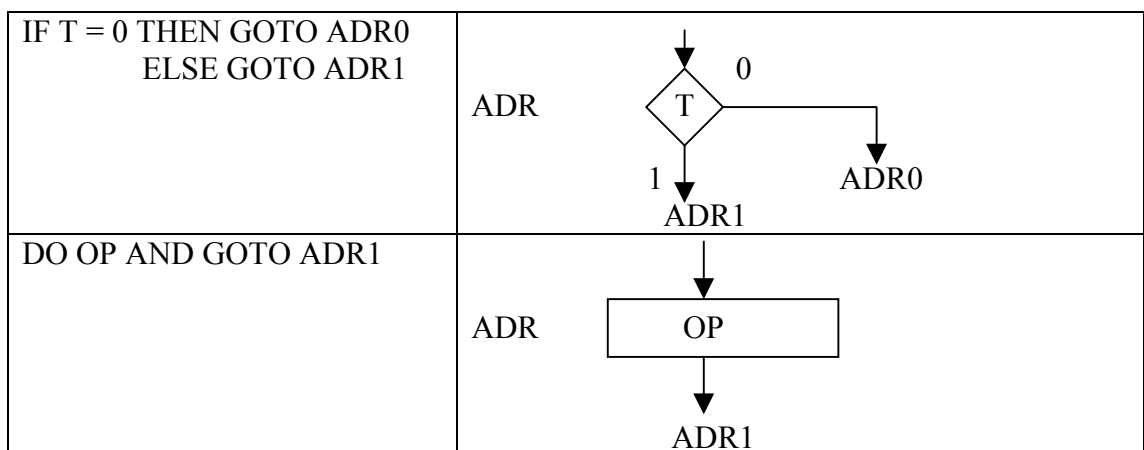 IF T = 0 THEN GOTO ADR0
ELSE GOTO ADR1
ADR
T
0
1
ADR0
ADR1
DO OP AND GOTO ADR1
ADR
OP
ADR1